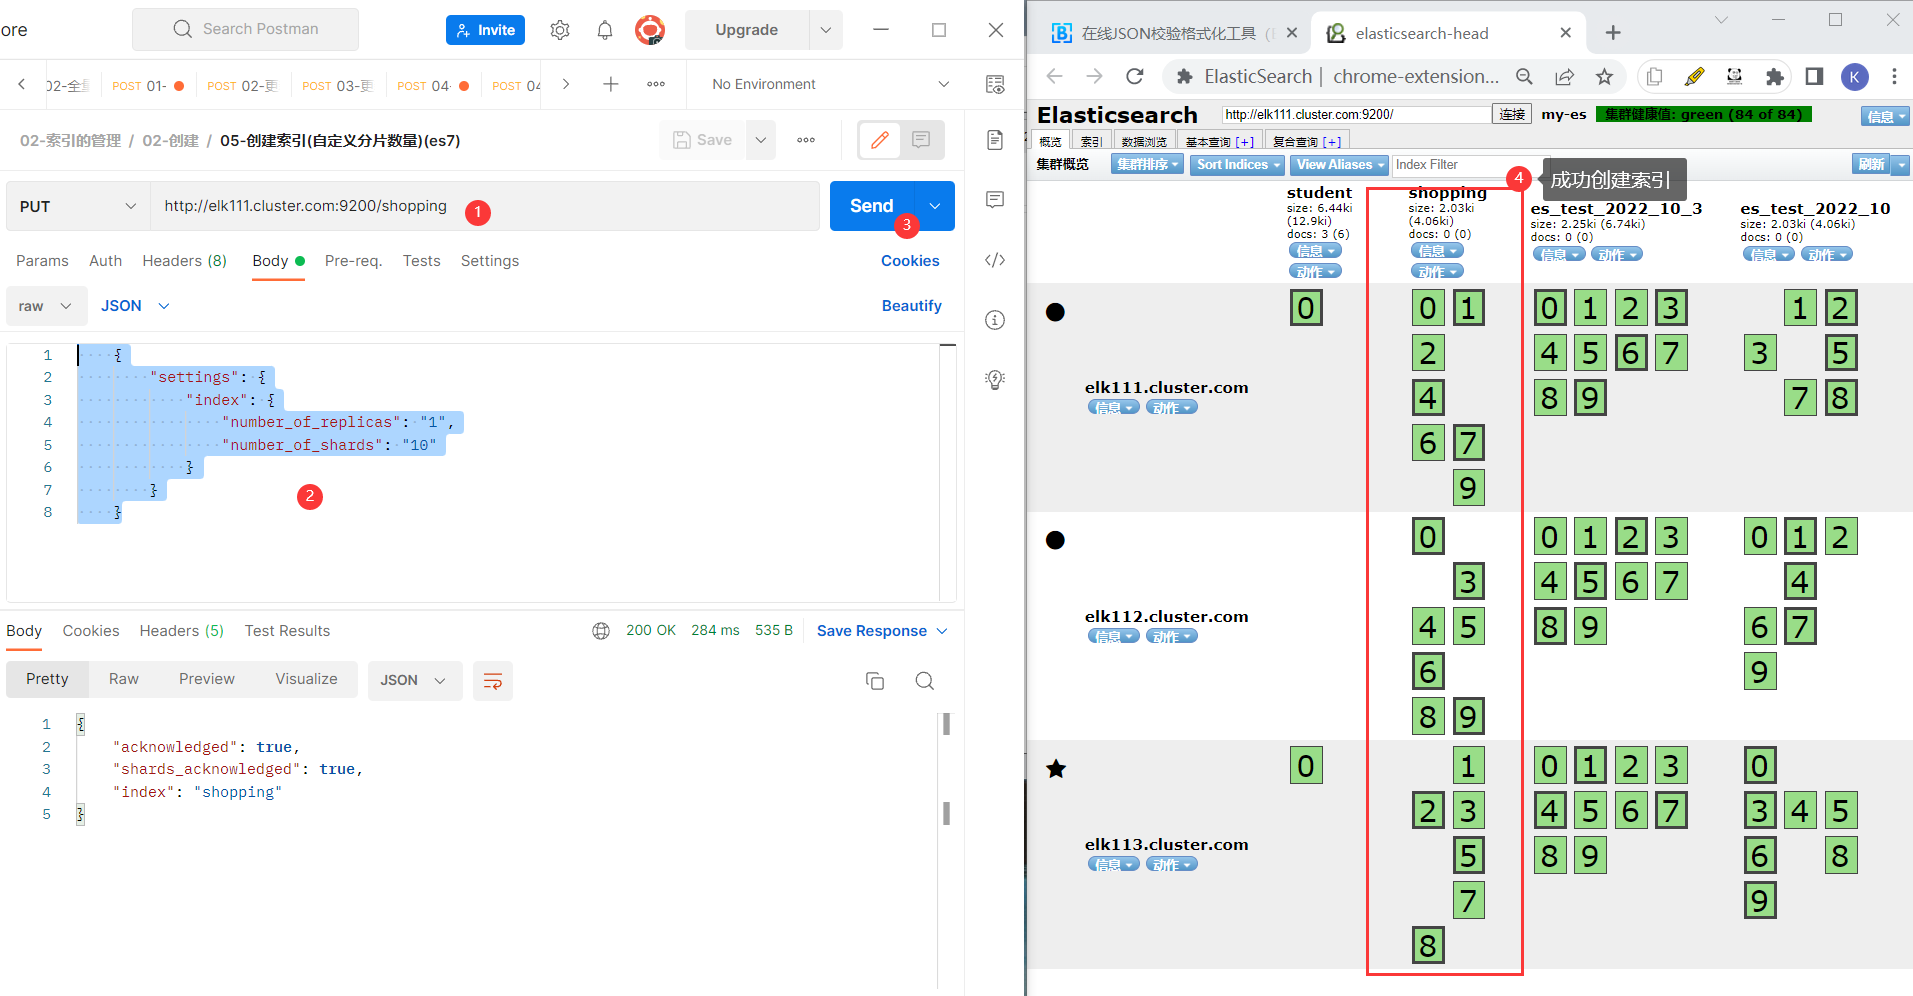 ore
Search Postman
Invite
Upgrade
02-全量
POST 01-
POST 02-更
POST 03-更
POST 04-
POST 04
No Environment
02-索引的管理 / 02-创建 / 05-创建索引(自定义分片数量)(es7)
Save
PUT
http://elk111.cluster.com:9200/shopping
1
Send
3
Params
Auth
Headers (8)
Body
Pre-req.
Tests
Settings
Cookies
raw
JSON
Beautify
1 {
2 "settings": {
3 "index": {
4 "number_of_replicas": "1",
5 "number_of_shards": "10"
6 }
7 }
8 }
2
Body
Cookies
Headers (5)
Test Results
200 OK
284 ms
535 B
Save Response
Pretty
Raw
Preview
Visualize
JSON
1 {
2 "acknowledged": true,
3 "shards_acknowledged": true,
4 "index": "shopping"
5 }
在线JSON校验格式化工具
elasticsearch-head
ElasticSearch | chrome-extension...
K
Elasticsearch
http://elk111.cluster.com:9200/
连接
my-es
集群健康值: green (84 of 84)
信息
概览
索引
数据浏览
基本查询 [+]
复合查询 [+]
集群概览
集群排序
Sort Indices
View Aliases
Index Filter
4
成功创建索引
刷新
student
size: 6.44ki
(12.9ki)
docs: 3 (6)
信息
动作
shopping
size: 2.03ki
(4.06ki)
docs: 0 (0)
信息
动作
es_test_2022_10_3
size: 2.25ki (6.74ki)
docs: 0 (0)
信息 动作
es_test_2022_10
size: 2.03ki (4.06ki)
docs: 0 (0)
信息 动作
elk111.cluster.com
信息 动作
0
0 1
2
4
6 7
9
0 1 2 3
4 5 6 7
8 9
1 2
3 5
7 8
elk112.cluster.com
信息 动作
0
3
4 5
6
8 9
0 1 2 3
4 5 6 7
8 9
0 1 2
4
6 7
9
elk113.cluster.com
信息 动作
0
1
2 3
5
7
8
0 1 2 3
4 5 6 7
8 9
0
3 4 5
6 8
9